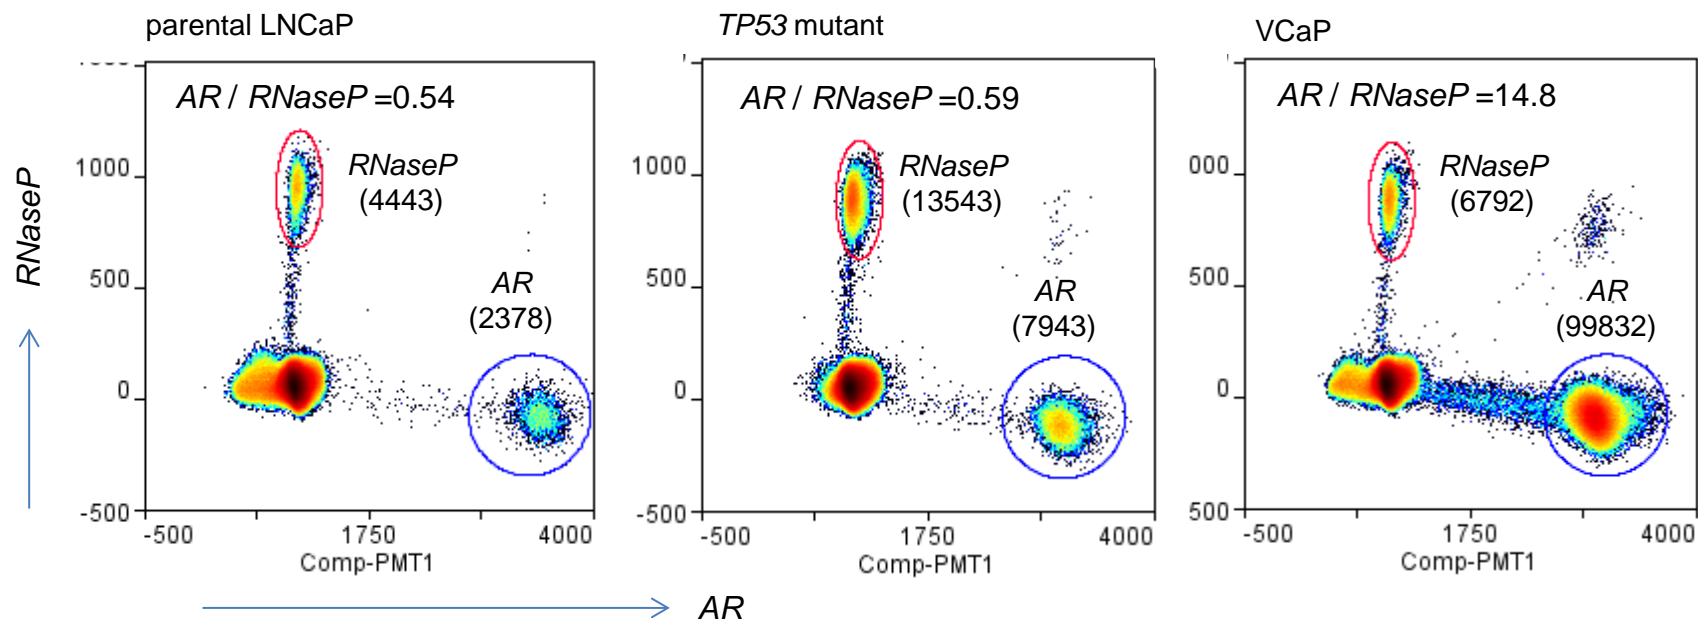 parental LNCaP
TP53 mutant
VCaP
AR / RNaseP =0.54
AR / RNaseP =0.59
AR / RNaseP =14.8
RNaseP
(4443)
RNaseP
(13543)
RNaseP
(6792)
AR
(2378)
AR
(7943)
AR
(99832)
RNaseP
1000
500
0
-500
-500 1750 4000
Comp-PMT1
1000
500
0
-500
-500 1750 4000
Comp-PMT1
000
500
0
500
-500 1750 4000
Comp-PMT1
AR